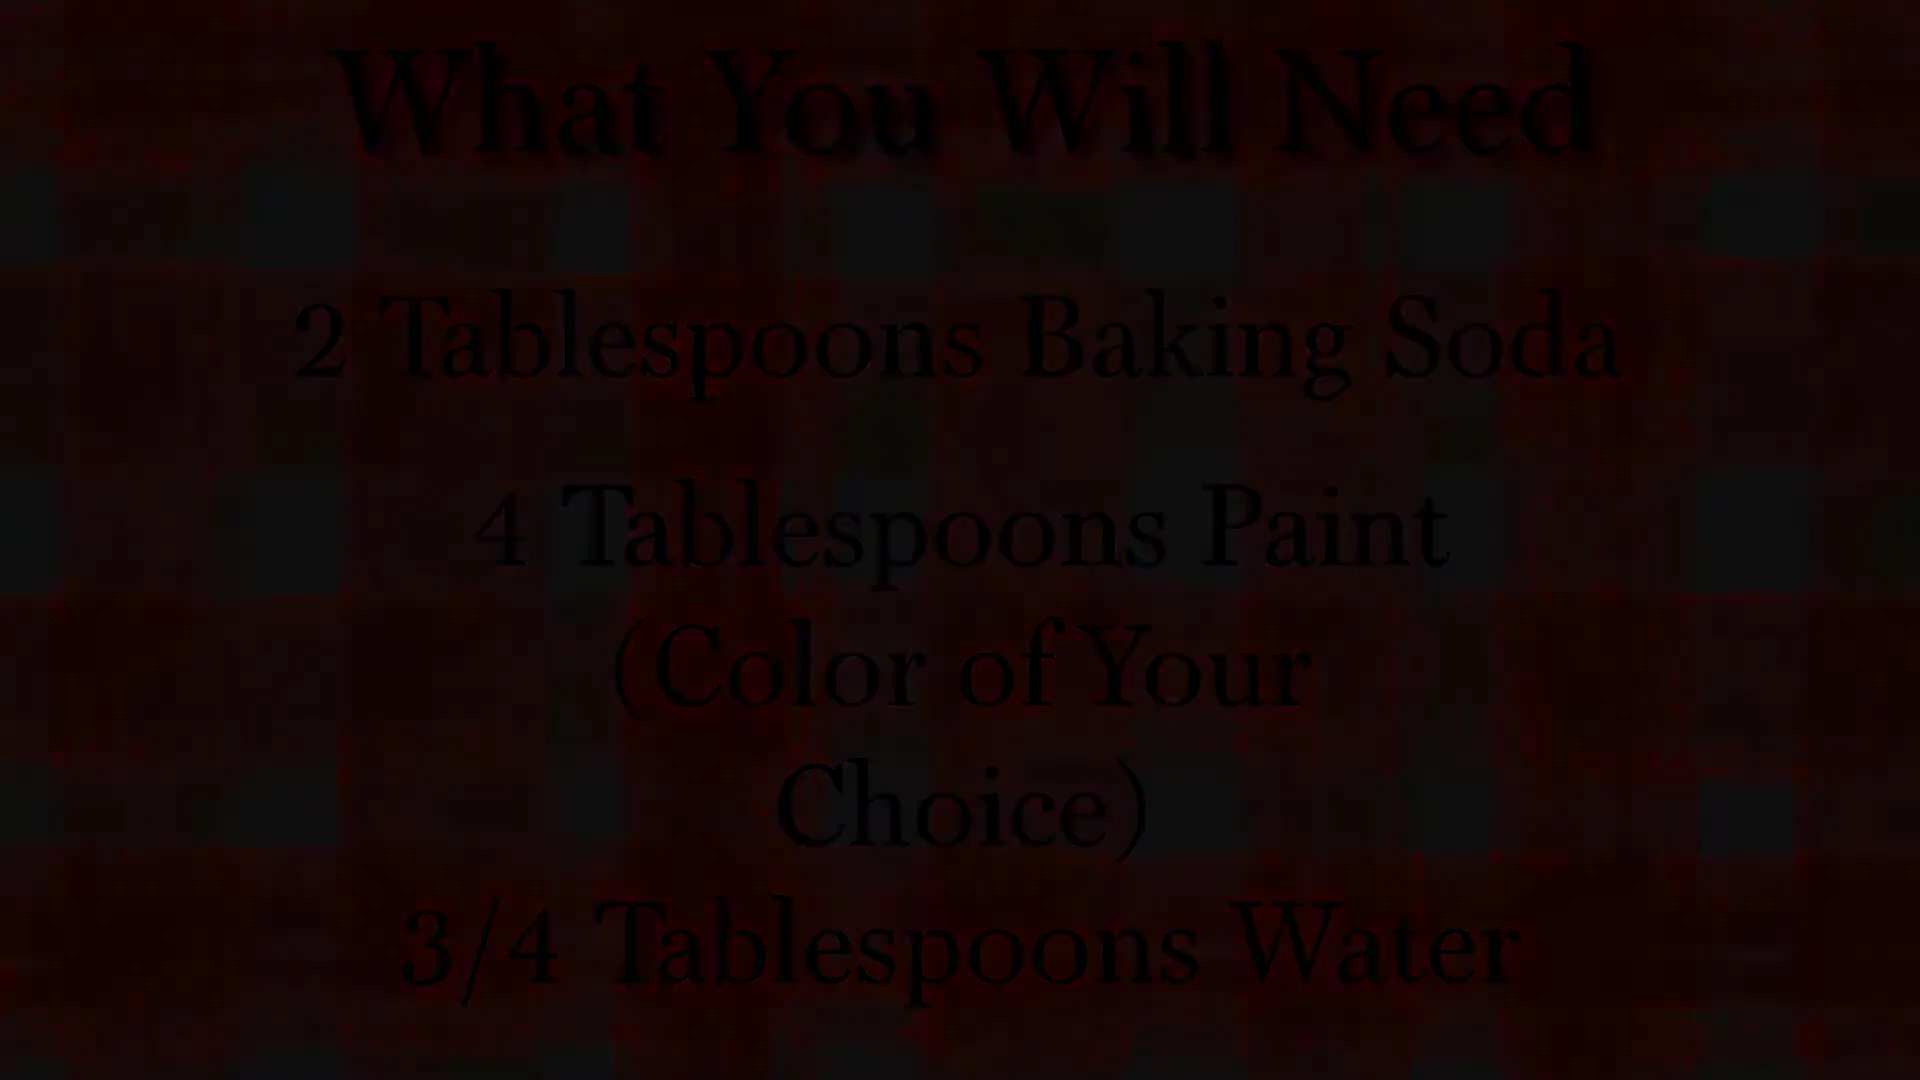 What You Will Need
2 Tablespoons Baking Soda
4 Tablespoons Paint
(Color of Your
Choice)
3/4 Tablespoons Water